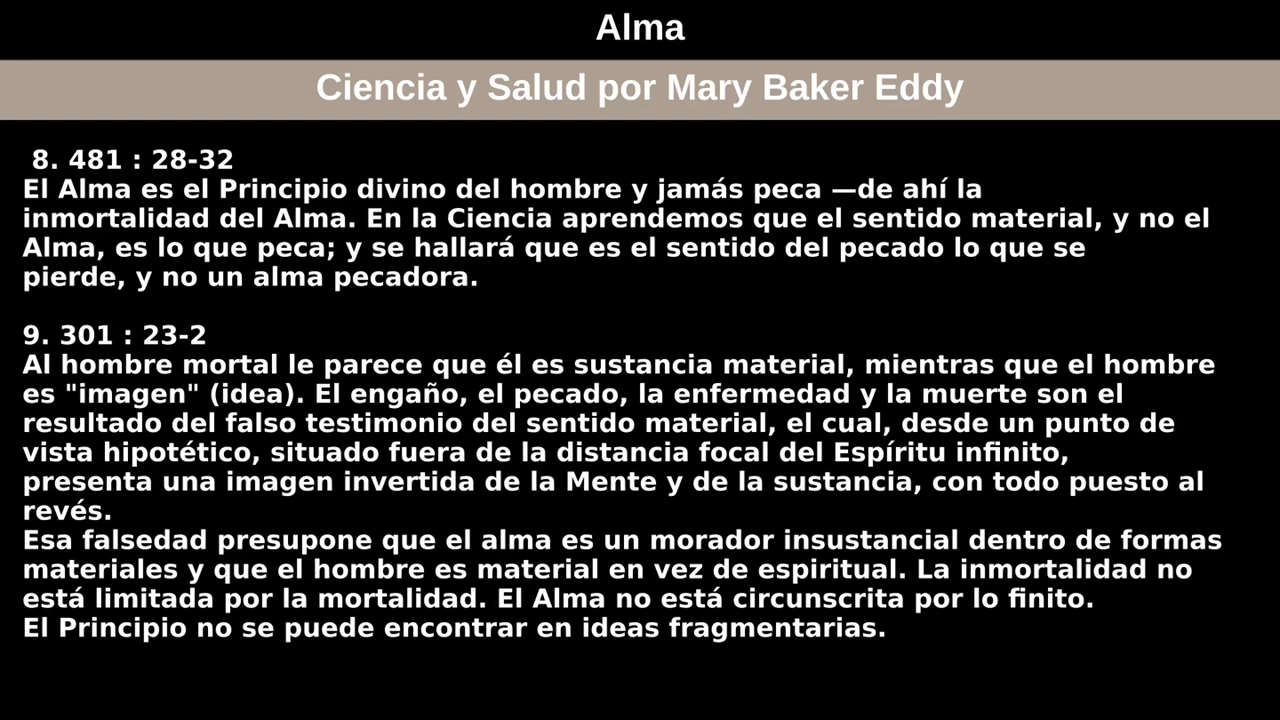 Alma
Ciencia y Salud por Mary Baker Eddy
8. 481 : 28-32
El Alma es el Principio divino del hombre y jamás peca —de ahí la
inmortalidad del Alma. En la Ciencia aprendemos que el sentido material, y no el
Alma, es lo que peca; y se hallará que es el sentido del pecado lo que se
pierde, y no un alma pecadora.
9. 301 : 23-2
Al hombre mortal le parece que él es sustancia material, mientras que el hombre
es "imagen" (idea). El engaño, el pecado, la enfermedad y la muerte son el
resultado del falso testimonio del sentido material, el cual, desde un punto de
vista hipotético, situado fuera de la distancia focal del Espíritu infinito,
presenta una imagen invertida de la Mente y de la sustancia, con todo puesto al
revés.
Esa falsedad presupone que el alma es un morador insustancial dentro de formas
materiales y que el hombre es material en vez de espiritual. La inmortalidad no
está limitada por la mortalidad. El Alma no está circunscrita por lo finito.
El Principio no se puede encontrar en ideas fragmentarias.